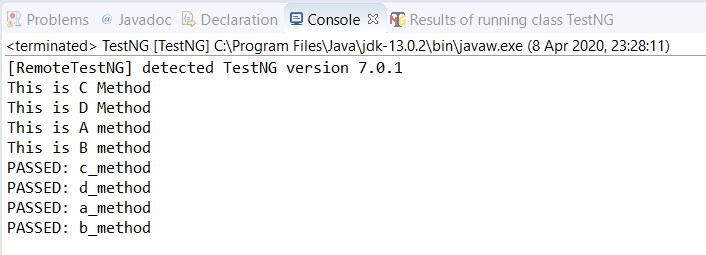 Problems @ Javadoc Declaration Console Results of running class TestNG
<terminated> TestNG [TestNG] C:\Program Files\Java\jdk-13.0.2\bin\javaw.exe (8 Apr 2020, 23:28:11)
[RemoteTestNG] detected TestNG version 7.0.1
This is C Method
This is D Method
This is A method
This is B method
PASSED: c_method
PASSED: d_method
PASSED: a_method
PASSED: b_method